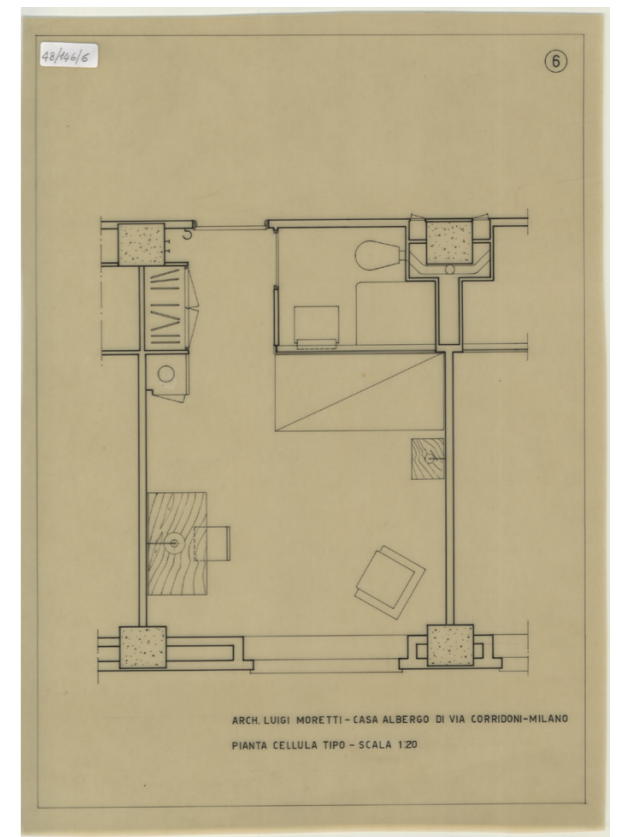 48/146/6
6
ARCH. LUIGI MORETTI - CASA ALBERGO DI VIA CORRIDONI-MILANO
PIANTA CELLULA TIPO - SCALA 1:20